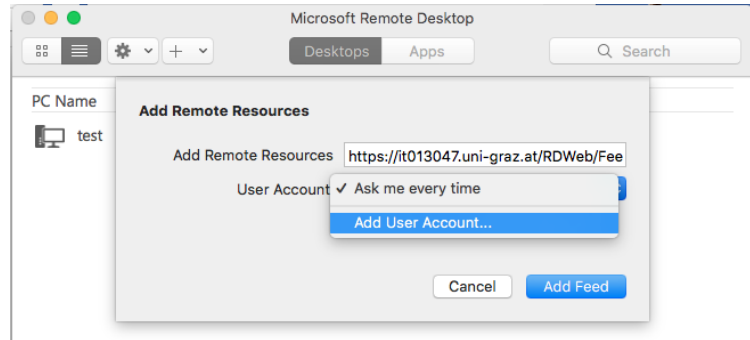 Microsoft Remote Desktop
Desktops Apps Search
PC Name
test
Add Remote Resources
Add Remote Resources https://it013047.uni-graz.at/RDWeb/Fee
User Account ✓ Ask me every time
Add User Account...
Cancel Add Feed